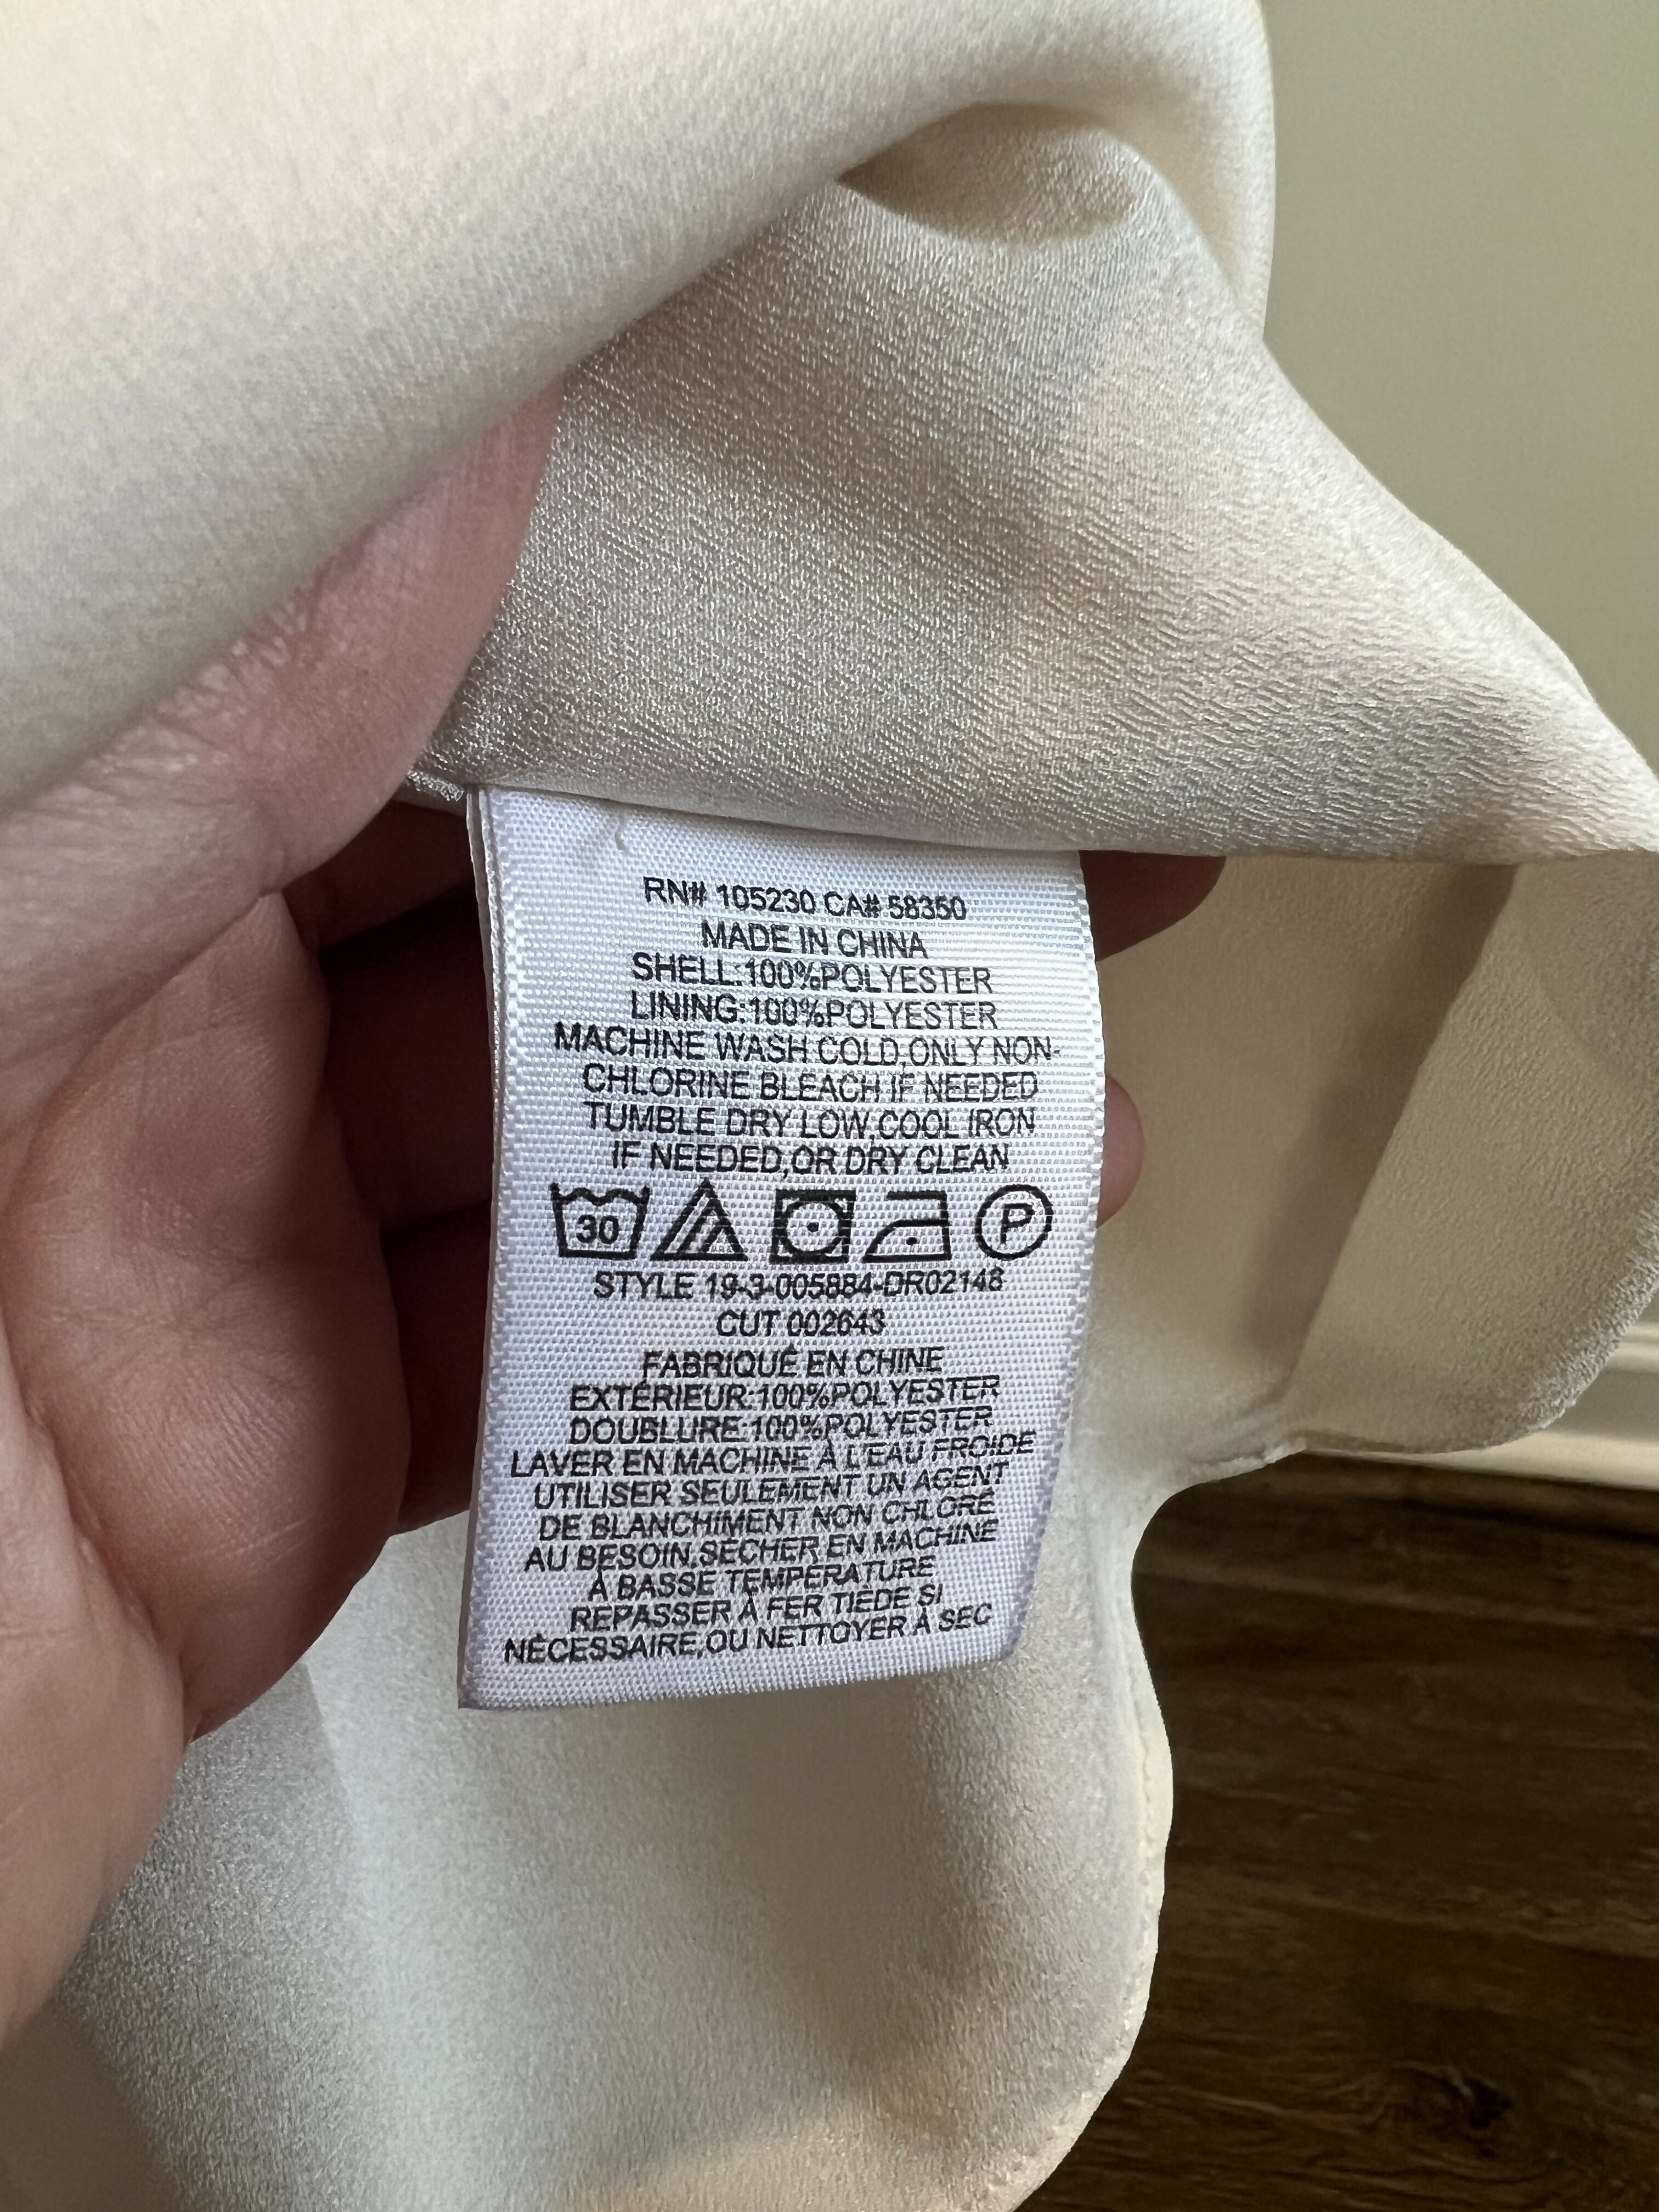 RN# 105230 CA# 58350
MADE IN CHINA
SHELL:100%POLYESTER
LINING:100%POLYESTER
MACHINE WASH COLD,ONLY NON-
CHLORINE BLEACH IF NEEDED
TUMBLE DRY LOW,COOL IRON
IF NEEDED,OR DRY CLEAN
30 P
STYLE 19-3-005884-DR02148
CUT 002643
FABRIQUÉ EN CHINE
EXTÉRIEUR:100%POLYESTER
DOUBLURE:100%POLYESTER
LAVER EN MACHINE À L'EAU FROIDE
UTILISER SEULEMENT UN AGENT
DE BLANCHIMENT NON CHLORÉ
AU BESOIN,SÉCHER EN MACHINE
À BASSE TEMPÉRATURE
REPASSER À FER TIÈDE SI
NÉCESSAIRE,OU NETTOYER À SEC